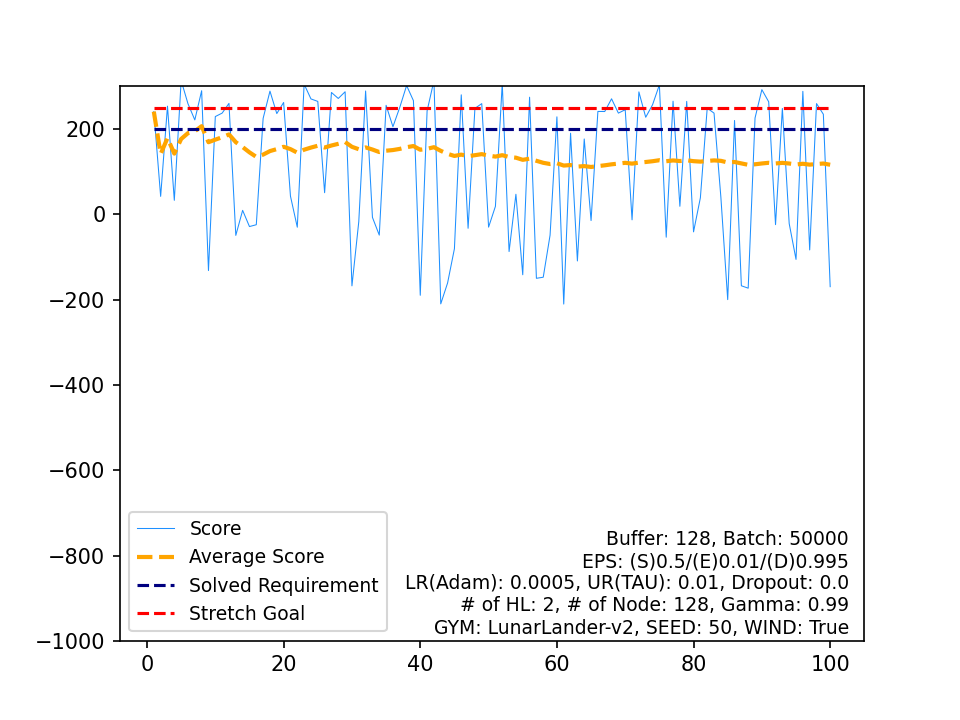 200
0
−200
−400
−600
−800
−1000
0
20
40
60
80
100
Score
Average Score
Solved Requirement
Stretch Goal
Buffer: 128, Batch: 50000
EPS: (S)0.5/(E)0.01/(D)0.995
LR(Adam): 0.0005, UR(TAU): 0.01, Dropout: 0.0
# of HL: 2, # of Node: 128, Gamma: 0.99
GYM: LunarLander-v2, SEED: 50, WIND: True